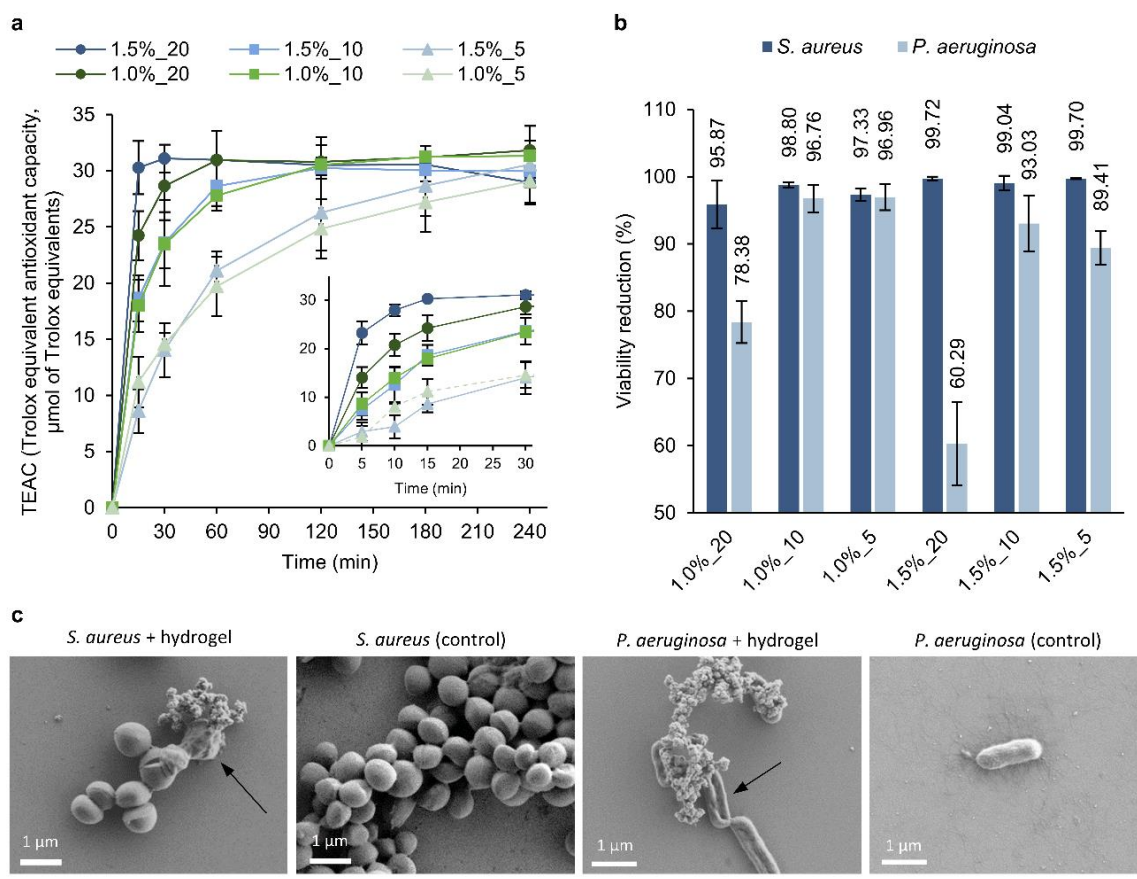 a
1.5%_20 1.5%_10 1.5%_5
1.0%_20 1.0%_10 1.0%_5
TEAC (Trolox equivalent antioxidant capacity,
μmol of Trolox equivalents)
35
30
25
20
15
10
5
0
0 30 60 90 120 150 180 210 240
Time (min)
30
20
10
0
0 5 10 15 20 25 30
Time (min)
b
S. aureus P. aeruginosa
Viability reduction (%)
110
100
90
80
70
60
50
95.87 78.38 98.80 96.76 97.33 96.96 99.72 60.29 99.04 93.03 99.70 89.41
1.0%_20 1.0%_10 1.0%_5 1.5%_20 1.5%_10 1.5%_5
c
S. aureus + hydrogel S. aureus (control) P. aeruginosa + hydrogel P. aeruginosa (control)
1 μm 1 μm 1 μm 1 μm